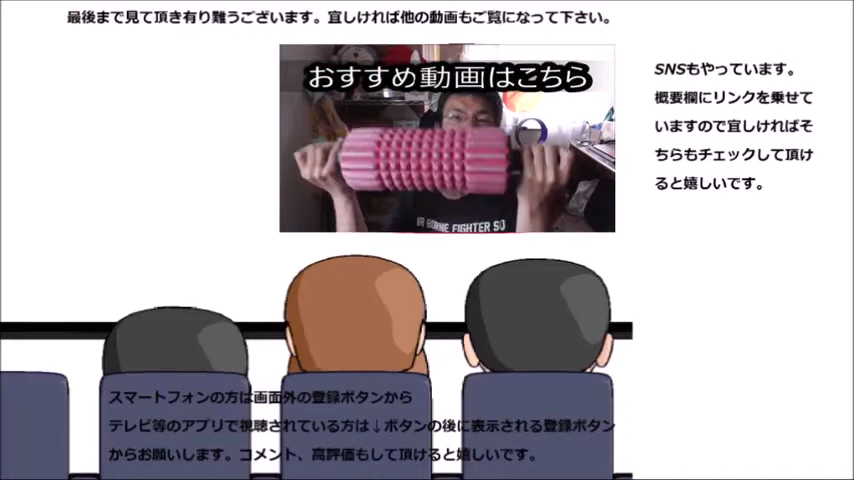 最後まで見て頂き有り難うございます。宜しければ他の動画もご覧になって下さい。
おすすめ動画はこちら
IR BORNE FIGHTER SO
SNSもやっています。
概要欄にリンクを乗せて
いますので宜しければそ
ちらもチェックして頂け
ると嬉しいです。
スマートフォンの方は画面外の登録ボタンから
テレビ等のアプリで視聴されている方は↓ボタンの後に表示される登録ボタン
からお願いします。コメント、高評価もして頂けると嬉しいです。